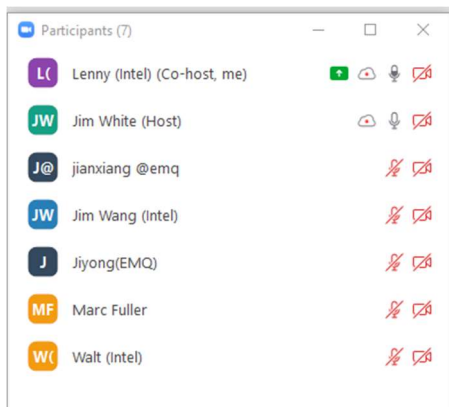 Participants (7)
L( Lenny (Intel) (Co-host, me)
JW Jim White (Host)
J@ jianxiang @emq
JW Jim Wang (Intel)
J Jiyong(EMQ)
MF Marc Fuller
W( Walt (Intel)